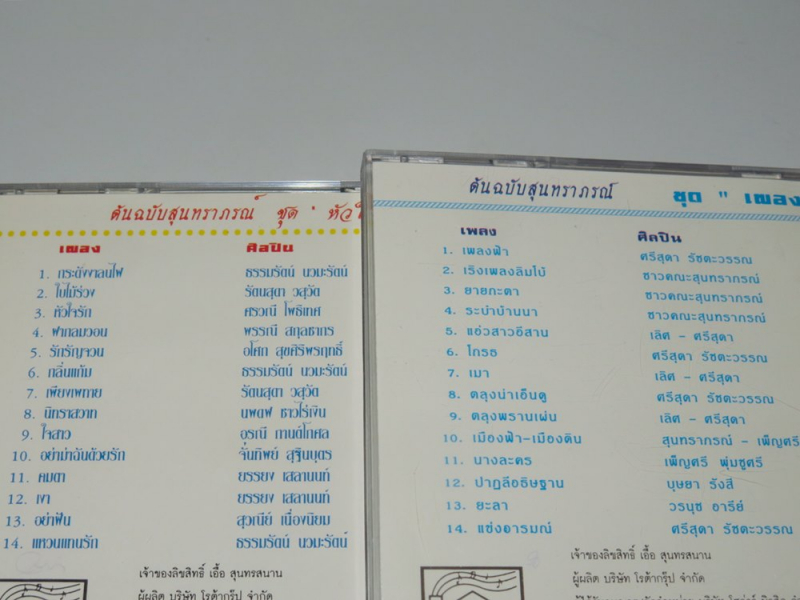 ต้นฉบับสุนทราภรณ์ ชุด " หัวใ
เพลง ศิลปิน
1. กระดังงาลนไฟ ธรรมรัตน์ นวมะรัตน์
2. ใบไม้ร่วง รัตนสุดา วสุวัต
3. หัวใจรัก ศรวณี โพธิเทศ
4. ฟากลมวอน พรรณี สกุลชาทร
5. รักรัญจวน อโศก สุขศิริพรฤทธิ์
6. กลิ่นแก้ม ธรรมรัตน์ นวมะรัตน์
7. เพียงเพทาย รัตนสุดา วสุวัต
8. นิทราสวาท นพดฬ ชาวไร่เงิน
9. ใจสาว อรณี กานต์โกศล
10. อย่ามาฉันด้วยรัก จั่นทิพย์ สุฐินบุตร
11. คมตา ยรรยง เสลานนท์
12. เงา ยรรยง เสลานนท์
13. อย่าฟัน สุวณีย์ เนื่องนิยม
14. แหวนแทนรัก ธรรมรัตน์ นวมะรัตน์
เจ้าของลิขสิทธิ์ เอื้อ สุนทรสนาน
ผู้ผลิต บริษัท โรต้ากรุ๊ป จำกัด
ต้นฉบับสุนทราภรณ์ ชุด " เพลง
เพลง ศิลปิน
1. เพลงฟ้า ศรีสุดา รัชตะวรรณ
2. เริงเพลงลิมโบ้ ชาวคณะสุนทราภรณ์
3. ยายกะตา ชาวคณะสุนทราภรณ์
4. ระบำบ้านนา ชาวคณะสุนทราภรณ์
5. แอ่วสาวอีสาน เลิศ - ศรีสุดา
6. โกรธ ศรีสุดา รัชตะวรรณ
7. เมา เลิศ - ศรีสุดา
8. ตลุงน่าเอ็นดู ศรีสุดา รัชตะวรรณ
9. ตลุงพรานเผ่น เลิศ - ศรีสุดา
10. เมืองฟ้า-เมืองดิน สุนทราภรณ์ - เพ็ญศรี
11. นางละคร เพ็ญศรี พุ่มชูศรี
12. ปาฏลีอธิษฐาน บุษยา รังสี
13. ยะลา วรนุช อารีย์
14. แข่งอารมณ์ ศรีสุดา รัชตะวรรณ
เจ้าของลิขสิทธิ์ เอื้อ สุนทรสนาน
ผู้ผลิต บริษัท โรต้ากรุ๊ป จำกัด